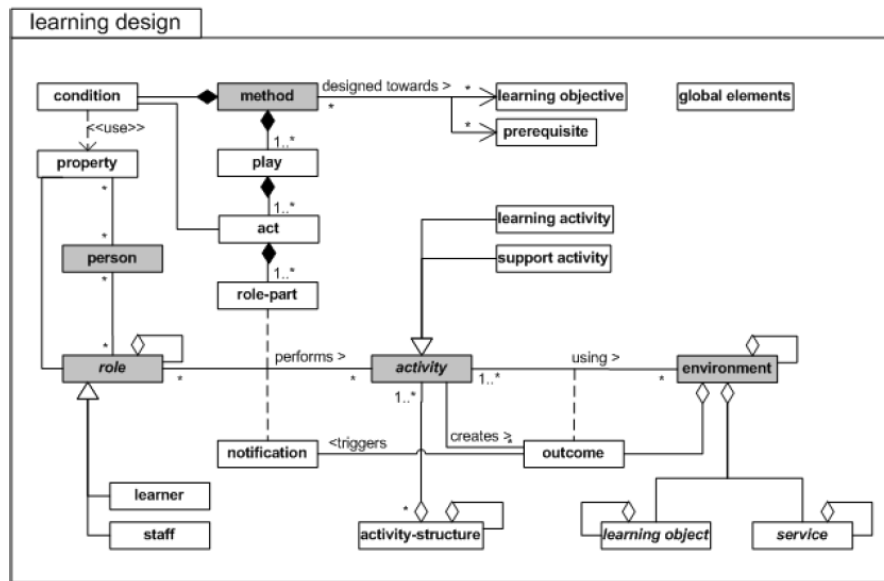 learning design
condition
method
designed towards >
*
*
learning objective
global elements
<<use>>
*
prerequisite
1..*
property
play
*
1..*
act
learning activity
*
person
support activity
*
1..*
role-part
*
performs >
using >
role
activity
environment
*
*
1..*
*
1..*
creates >
*
notification
<triggers
outcome
learner
*
staff
activity-structure
learning object
service